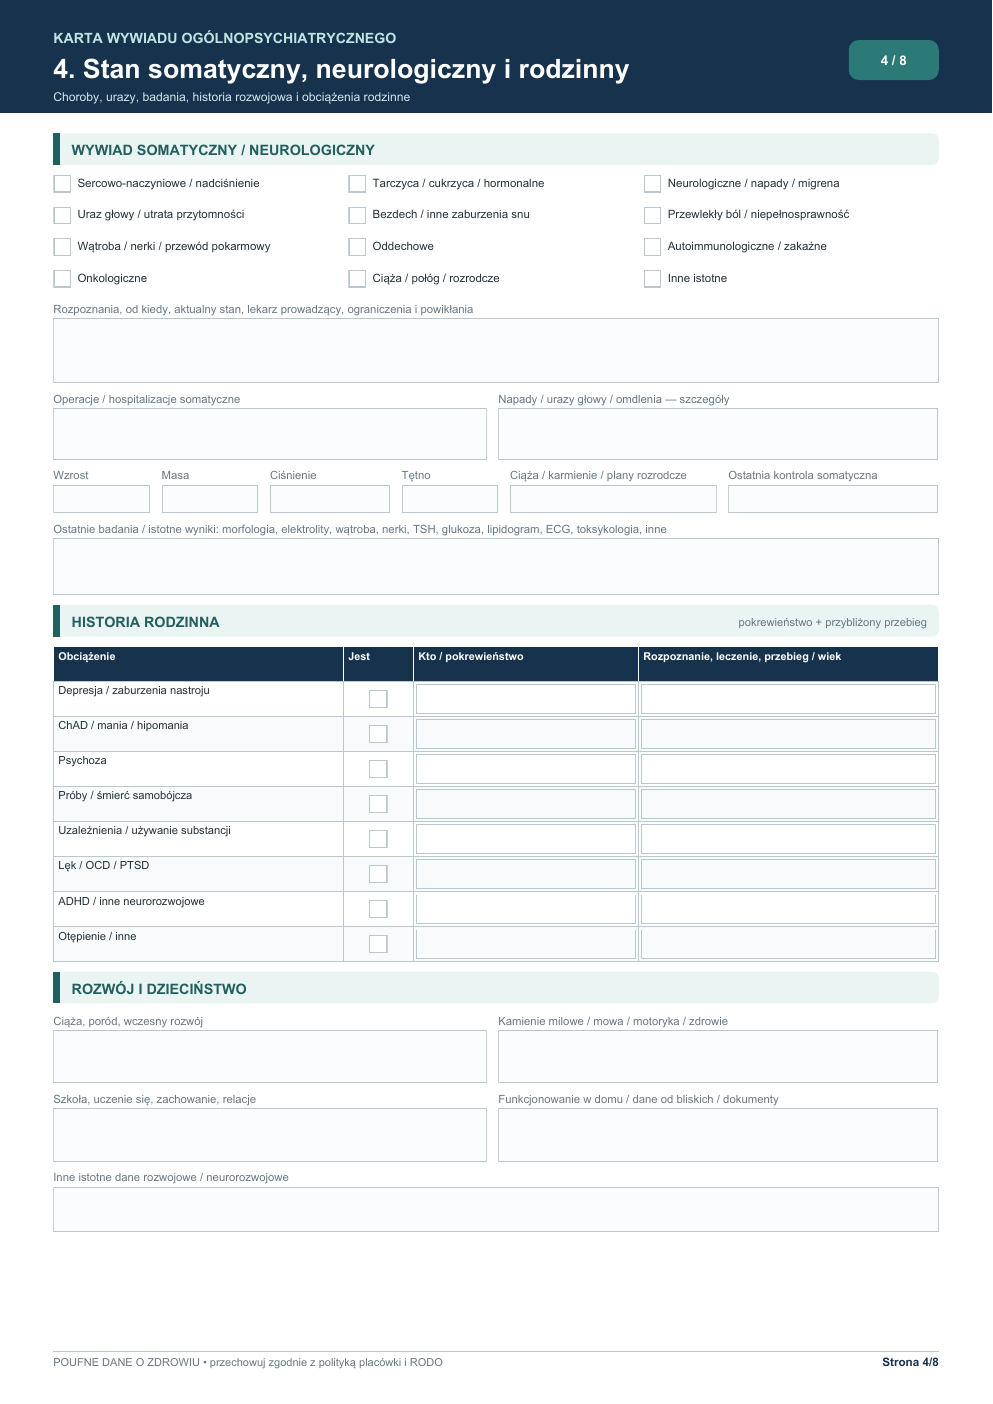 KARTA WYWIADU OGÓLNOPSYCHIATRYCZNEGO
4. Stan somatyczny, neurologiczny i rodzinny
4 / 8
Choroby, urazy, badania, historia rozwojowa i obciążenia rodzinne
WYWIAD SOMATYCZNY / NEUROLOGICZNY
Sercowo-naczyniowe / nadciśnienie
Tarczyca / cukrzyca / hormonalne
Neurologiczne / napady / migrena
Uraz głowy / utrata przytomności
Bezdech / inne zaburzenia snu
Przewlekły ból / niepełnosprawność
Wątroba / nerki / przewód pokarmowy
Oddechowe
Autoimmunologiczne / zakaźne
Onkologiczne
Ciąża / połóg / rozrodcze
Inne istotne
Rozpoznania, od kiedy, aktualny stan, lekarz prowadzący, ograniczenia i powikłania
Operacje / hospitalizacje somatyczne
Napady / urazy głowy / omdlenia — szczegóły
Wzrost
Masa
Ciśnienie
Tętno
Ciąża / karmienie / plany rozrodcze
Ostatnia kontrola somatyczna
Ostatnie badania / istotne wyniki: morfologia, elektrolity, wątroba, nerki, TSH, glukoza, lipidogram, ECG, toksykologia, inne
HISTORIA RODZINNA
pokrewieństwo + przybliżony przebieg
Obciążenie
Jest
Kto / pokrewieństwo
Rozpoznanie, leczenie, przebieg / wiek
Depresja / zaburzenia nastroju
ChAD / mania / hipomania
Psychoza
Próby / śmierć samobójcza
Uzależnienia / używanie substancji
Lęk / OCD / PTSD
ADHD / inne neurorozwojowe
Otępienie / inne
ROZWÓJ I DZIECIŃSTWO
Ciąża, poród, wczesny rozwój
Kamienie milowe / mowa / motoryka / zdrowie
Szkoła, uczenie się, zachowanie, relacje
Funkcjonowanie w domu / dane od bliskich / dokumenty
Inne istotne dane rozwojowe / neurorozwojowe
POUFNE DANE O ZDROWIU • przechowuj zgodnie z polityką placówki i RODO
Strona 4/8